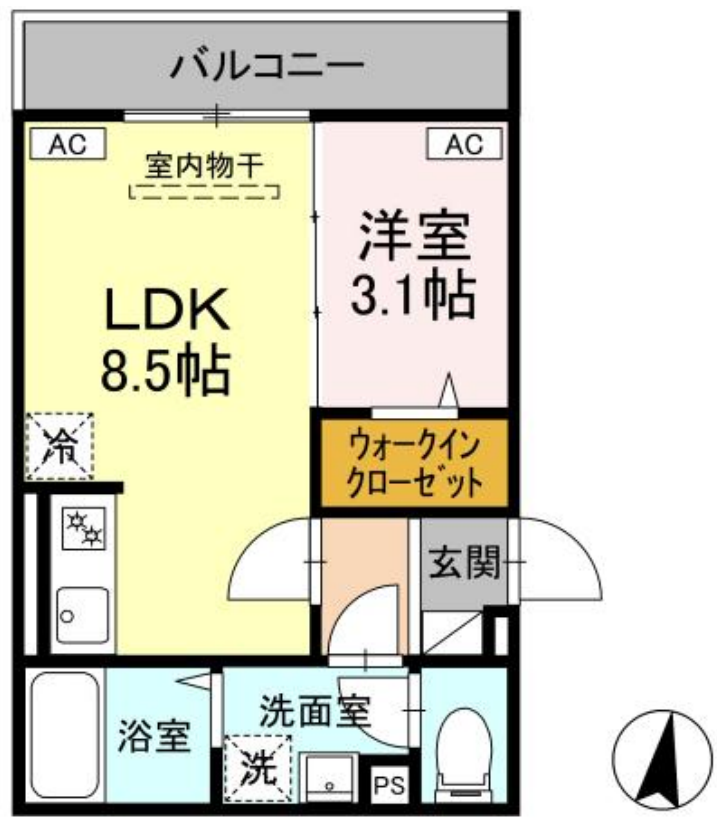 バルコニー
AC
AC
室内物干
洋室
3.1帖
LDK
8.5帖
冷
ウォークイン
クローゼット
玄関
浴室
洗面室
洗
PS